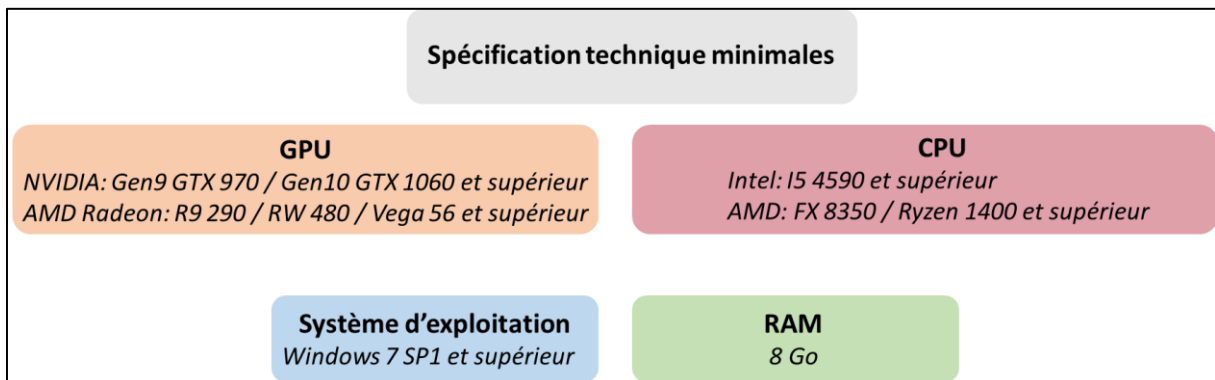 Spécification technique minimales
GPU
NVIDIA: Gen9 GTX 970 / Gen10 GTX 1060 et supérieur
AMD Radeon: R9 290 / RW 480 / Vega 56 et supérieur
CPU
Intel: I5 4590 et supérieur
AMD: FX 8350 / Ryzen 1400 et supérieur
Système d’exploitation
Windows 7 SP1 et supérieur
RAM
8 Go